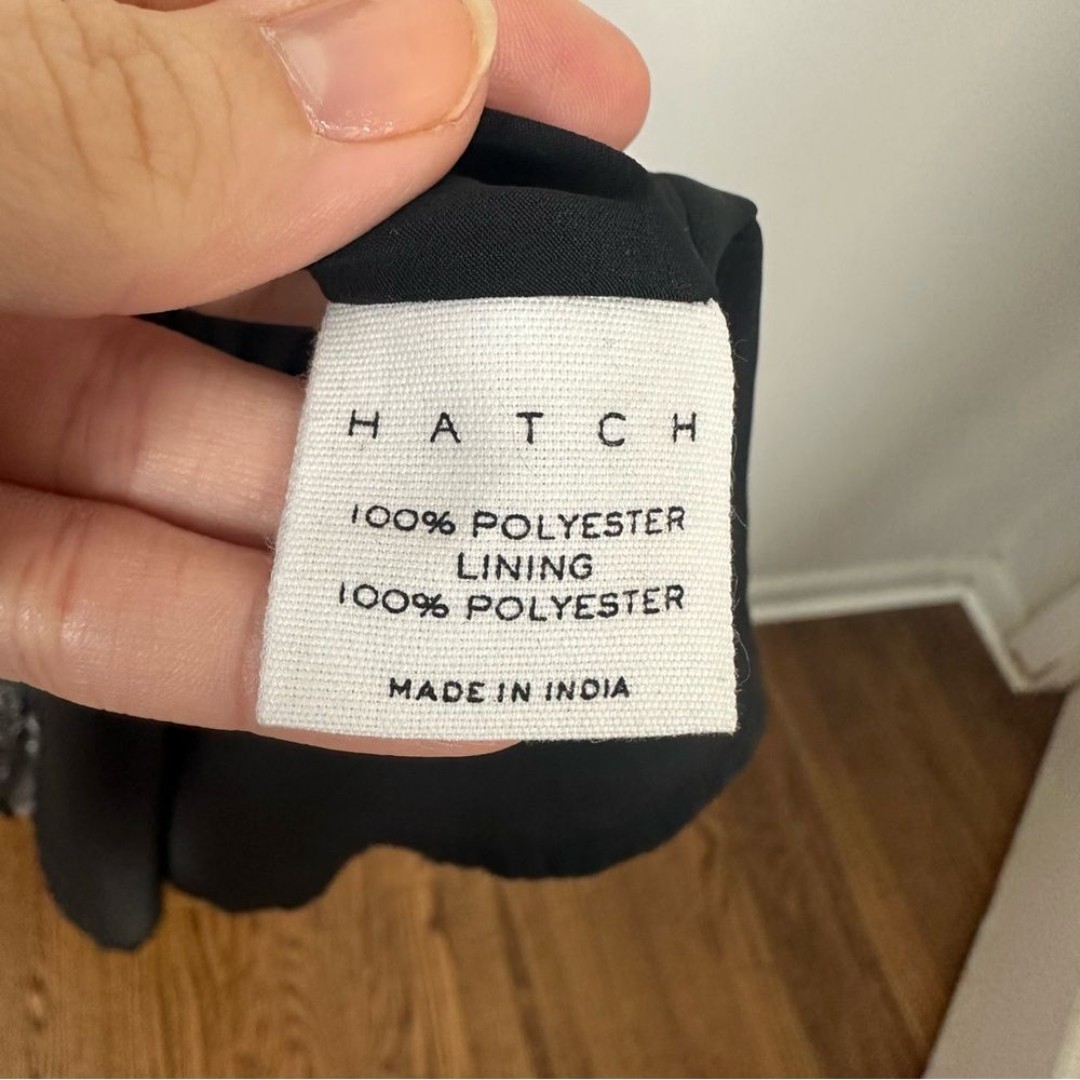 HATCH
100% POLYESTER
LINING
100% POLYESTER
MADE IN INDIA